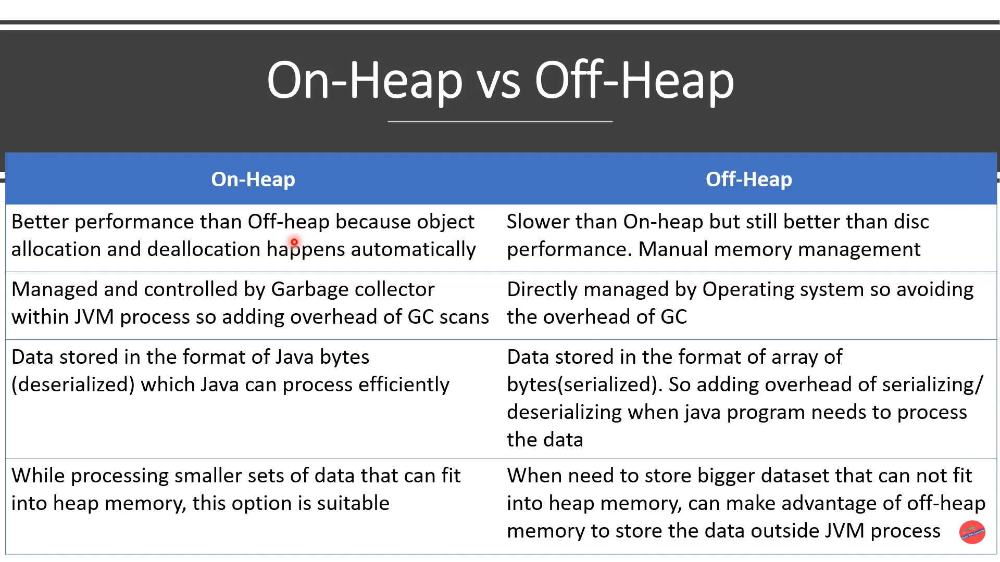 On-Heap vs Off-Heap
On-Heap
Off-Heap
Better performance than Off-heap because object
allocation and deallocation happens automatically
Slower than On-heap but still better than disc
performance. Manual memory management
Managed and controlled by Garbage collector
within JVM process so adding overhead of GC scans
Directly managed by Operating system so avoiding
the overhead of GC
Data stored in the format of Java bytes
(deserialized) which Java can process efficiently
Data stored in the format of array of
bytes(serialized). So adding overhead of serializing/
deserializing when java program needs to process
the data
While processing smaller sets of data that can fit
into heap memory, this option is suitable
When need to store bigger dataset that can not fit
into heap memory, can make advantage of off-heap
memory to store the data outside JVM process